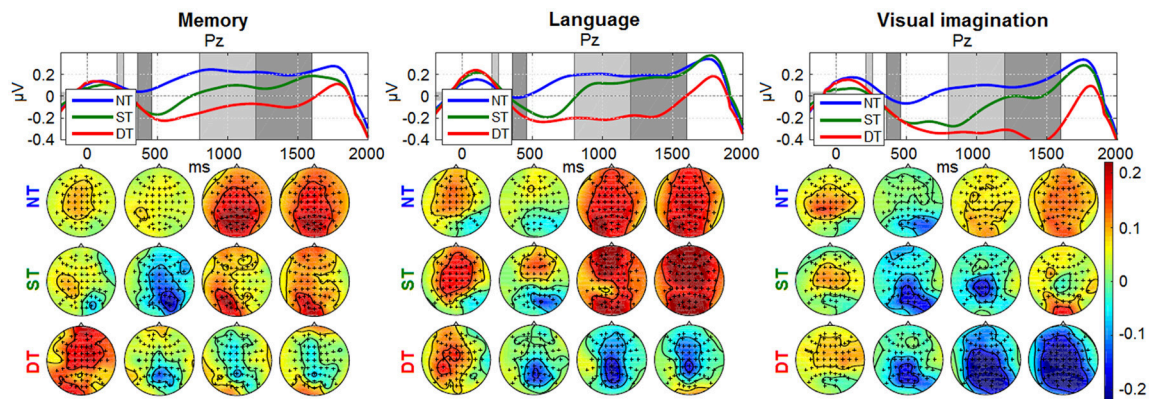 Memory Language Visual imagination
Pz Pz Pz
μV 0.2 0 -0.2 -0.4 NT ST DT
μV 0.2 0 -0.2 -0.4 NT ST DT
μV 0.2 0 -0.2 -0.4 NT ST DT
0 500 1000 1500 2000 0 500 1000 1500 2000 0 500 1000 1500 2000
ms ms ms
NT NT NT 0.2
0.1
ST ST ST 0
-0.1
DT DT DT
-0.2